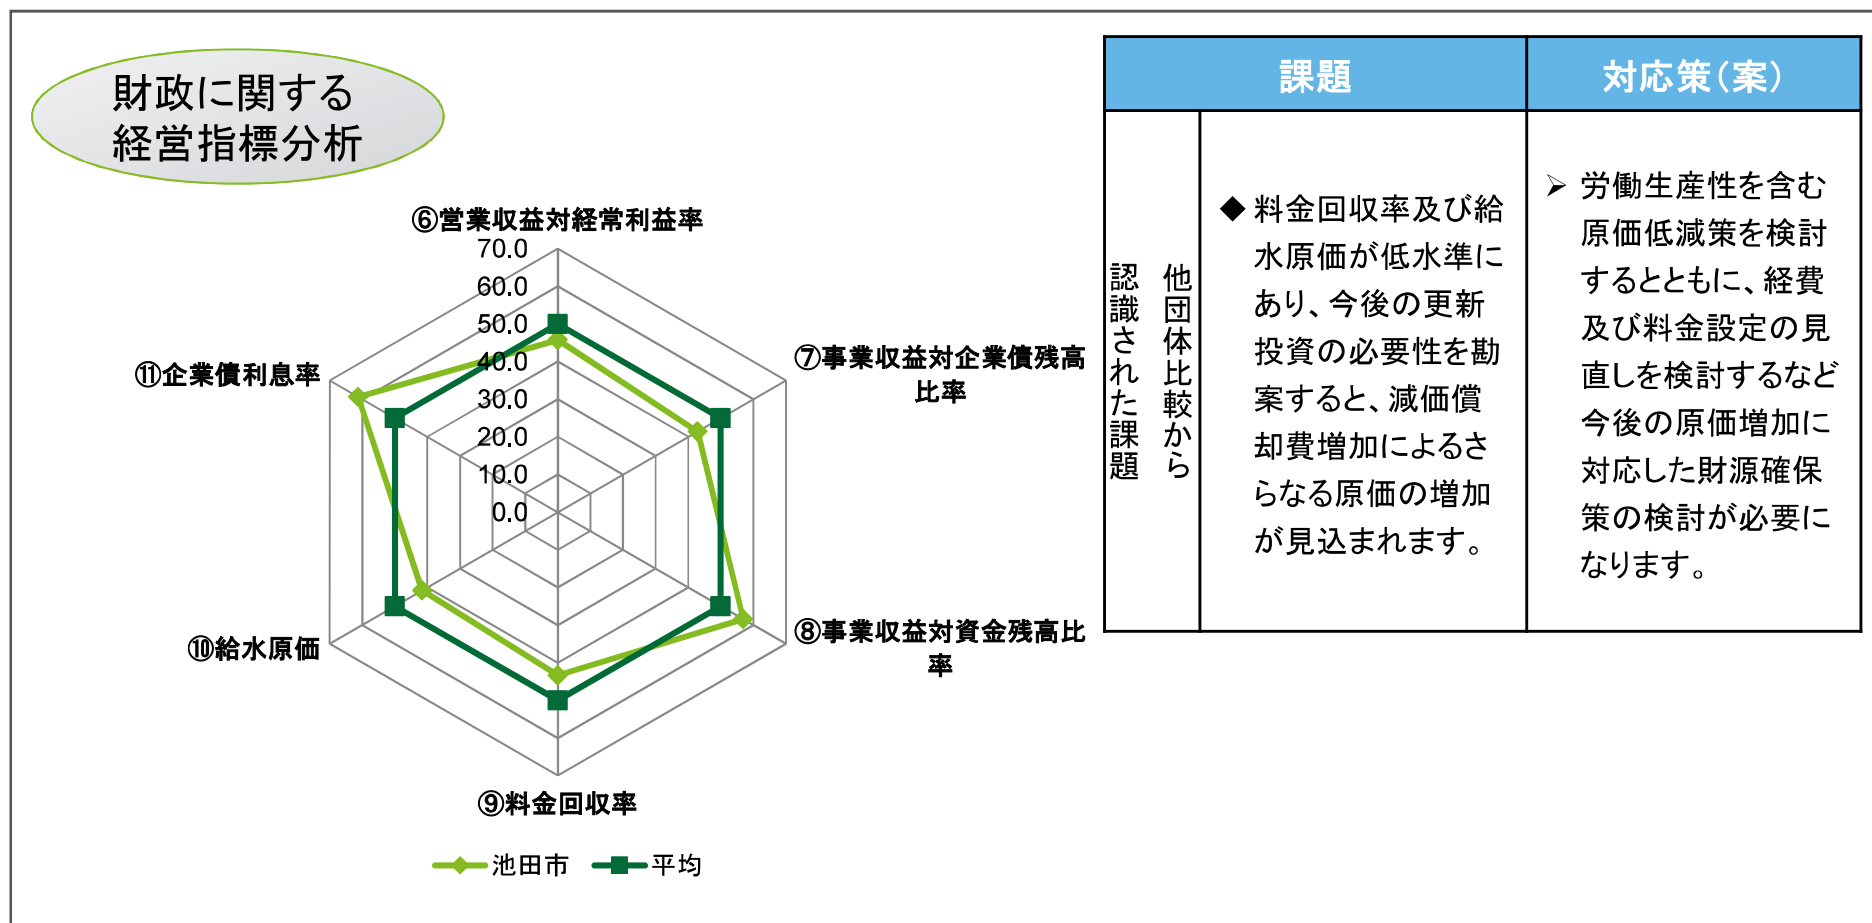 財政に関する
経営指標分析
⑥営業収益対経常利益率
70.0
60.0
50.0
40.0
30.0
20.0
10.0
0.0
⑦事業収益対企業債残高
比率
⑧事業収益対資金残高比
率
⑨料金回収率
⑩給水原価
⑪企業債利息率
池田市
平均
課題
対応策(案)
他団体比較から
認識された課題
◆料金回収率及び給
水原価が低水準に
あり、今後の更新
投資の必要性を勘
案すると、減価償
却費増加によるさ
らなる原価の増加
が見込まれます。
➢ 労働生産性を含む
原価低減策を検討
するとともに、経費
及び料金設定の見
直しを検討するなど
今後の原価増加に
対応した財源確保
策の検討が必要に
なります。